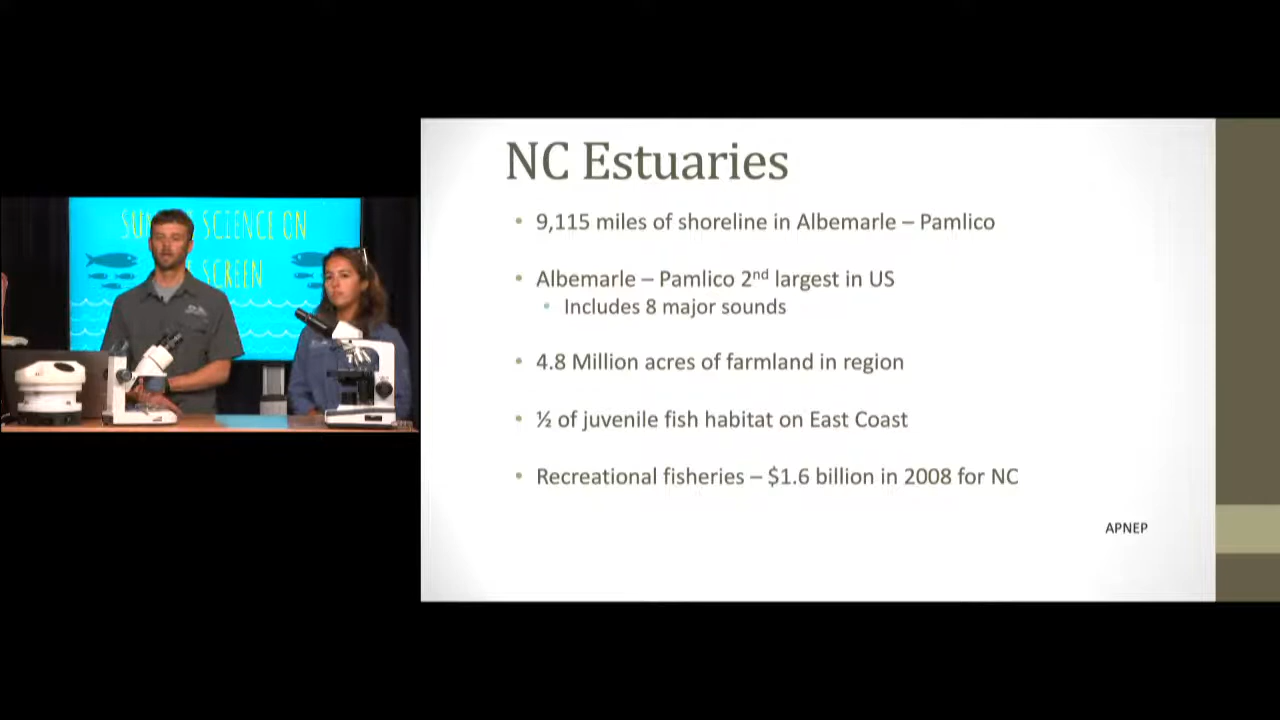 NC Estuaries
• 9,115 miles of shoreline in Albemarle – Pamlico
• Albemarle – Pamlico 2nd largest in US
• Includes 8 major sounds
• 4.8 Million acres of farmland in region
• ½ of juvenile fish habitat on East Coast
• Recreational fisheries – $1.6 billion in 2008 for NC
APNEP
SCIENCE ON
SCREEN